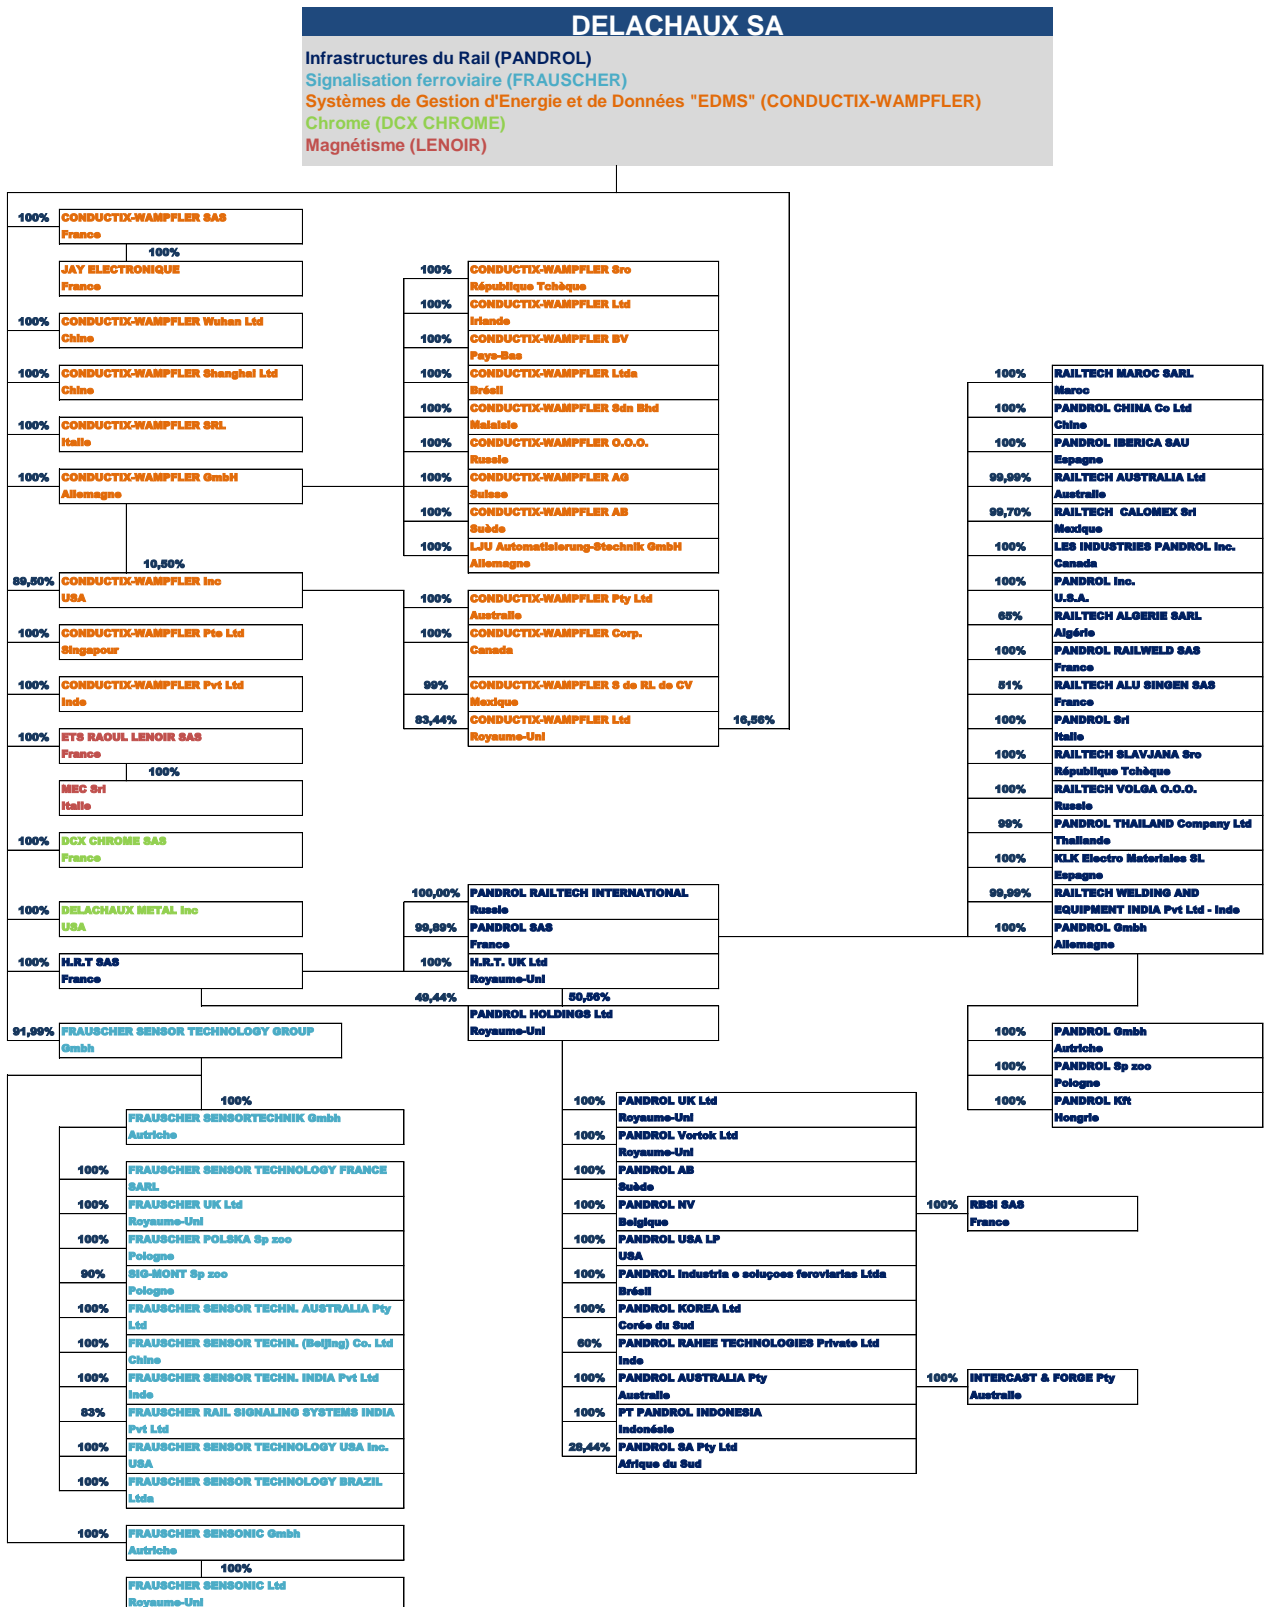 DELACHAUX SA
Infrastructures du Rail (PANDROL)
Signalisation ferroviaire (FRAUSCHER)
Systèmes de Gestion d'Energie et de Données "EDMS" (CONDUCTIX-WAMPFLER)
Chrome (DCX CHROME)
Magnétisme (LENOIR)
100% CONDUCTIX-WAMPFLER SAS
France
100%
JAY ELECTRONIQUE
France
100% CONDUCTIX-WAMPFLER Wuhan Ltd
Chine
100% CONDUCTIX-WAMPFLER Shanghai Ltd
Chine
100% CONDUCTIX-WAMPFLER SRL
Italie
100% CONDUCTIX-WAMPFLER GmbH
Allemagne
10,50%
89,50% CONDUCTIX-WAMPFLER Inc
USA
100% CONDUCTIX-WAMPFLER Pte Ltd
Singapour
100% CONDUCTIX-WAMPFLER Pvt Ltd
Inde
100% ETS RAOUL LENOIR SAS
France
100%
MEC Srl
Italie
100% DCX CHROME SAS
France
100% DELACHAUX METAL Inc
USA
100% H.R.T SAS
France
91,99% FRAUSCHER SENSOR TECHNOLOGY GROUP
Gmbh
100%
FRAUSCHER SENSORTECHNIK Gmbh
Autriche
100% FRAUSCHER SENSOR TECHNOLOGY FRANCE
SARL
100% FRAUSCHER UK Ltd
Royaume-Uni
100% FRAUSCHER POLSKA Sp zoo
Pologne
90% SIG-MONT Sp zoo
Pologne
100% FRAUSCHER SENSOR TECHN. AUSTRALIA Pty
Ltd
100% FRAUSCHER SENSOR TECHN. (Beijing) Co. Ltd
Chine
100% FRAUSCHER SENSOR TECHN. INDIA Pvt Ltd
Inde
83% FRAUSCHER RAIL SIGNALING SYSTEMS INDIA
Pvt Ltd
100% FRAUSCHER SENSOR TECHNOLOGY USA Inc.
USA
100% FRAUSCHER SENSOR TECHNOLOGY BRAZIL
Ltda
100% FRAUSCHER SENSONIC Gmbh
Autriche
100%
FRAUSCHER SENSONIC Ltd
Royaume-Uni
100% CONDUCTIX-WAMPFLER Sro
République Tchèque
100% CONDUCTIX-WAMPFLER Ltd
Irlande
100% CONDUCTIX-WAMPFLER BV
Pays-Bas
100% CONDUCTIX-WAMPFLER Ltda
Brésil
100% CONDUCTIX-WAMPFLER Sdn Bhd
Malaisie
100% CONDUCTIX-WAMPFLER O.O.O.
Russie
100% CONDUCTIX-WAMPFLER AG
Suisse
100% CONDUCTIX-WAMPFLER AB
Suède
100% LJU Automatisierung-Stechnik GmbH
Allemagne
100% CONDUCTIX-WAMPFLER Pty Ltd
Australie
100% CONDUCTIX-WAMPFLER Corp.
Canada
99% CONDUCTIX-WAMPFLER S de RL de CV
Mexique
83,44% CONDUCTIX-WAMPFLER Ltd 16,56%
Royaume-Uni
100,00% PANDROL RAILTECH INTERNATIONAL
Russie
99,89% PANDROL SAS
France
100% H.R.T. UK Ltd
Royaume-Uni
49,44% 50,56%
PANDROL HOLDINGS Ltd
Royaume-Uni
100% PANDROL UK Ltd
Royaume-Uni
100% PANDROL Vortok Ltd
Royaume-Uni
100% PANDROL AB
Suède
100% PANDROL NV
Belgique
100% PANDROL USA LP
USA
100% PANDROL Industria e soluçoes feroviarias Ltda
Brésil
100% PANDROL KOREA Ltd
Corée du Sud
60% PANDROL RAHEE TECHNOLOGIES Private Ltd
Inde
100% PANDROL AUSTRALIA Pty
Australie
100% PT PANDROL INDONESIA
Indonésie
28,44% PANDROL SA Pty Ltd
Afrique du Sud
100% RBSI SAS
France
100% INTERCAST & FORGE Pty
Australie
100% RAILTECH MAROC SARL
Maroc
100% PANDROL CHINA Co Ltd
Chine
100% PANDROL IBERICA SAU
Espagne
99,99% RAILTECH AUSTRALIA Ltd
Australie
99,70% RAILTECH CALOMEX Srl
Mexique
100% LES INDUSTRIES PANDROL Inc.
Canada
100% PANDROL Inc.
U.S.A.
65% RAILTECH ALGERIE SARL
Algérie
100% PANDROL RAILWELD SAS
France
51% RAILTECH ALU SINGEN SAS
France
100% PANDROL Srl
Italie
100% RAILTECH SLAVJANA Sro
République Tchèque
100% RAILTECH VOLGA O.O.O.
Russie
99% PANDROL THAILAND Company Ltd
Thaïlande
100% KLK Electro Materiales SL
Espagne
99,99% RAILTECH WELDING AND
EQUIPMENT INDIA Pvt Ltd - Inde
100% PANDROL Gmbh
Allemagne
100% PANDROL Gmbh
Autriche
100% PANDROL Sp zoo
Pologne
100% PANDROL Kft
Hongrie